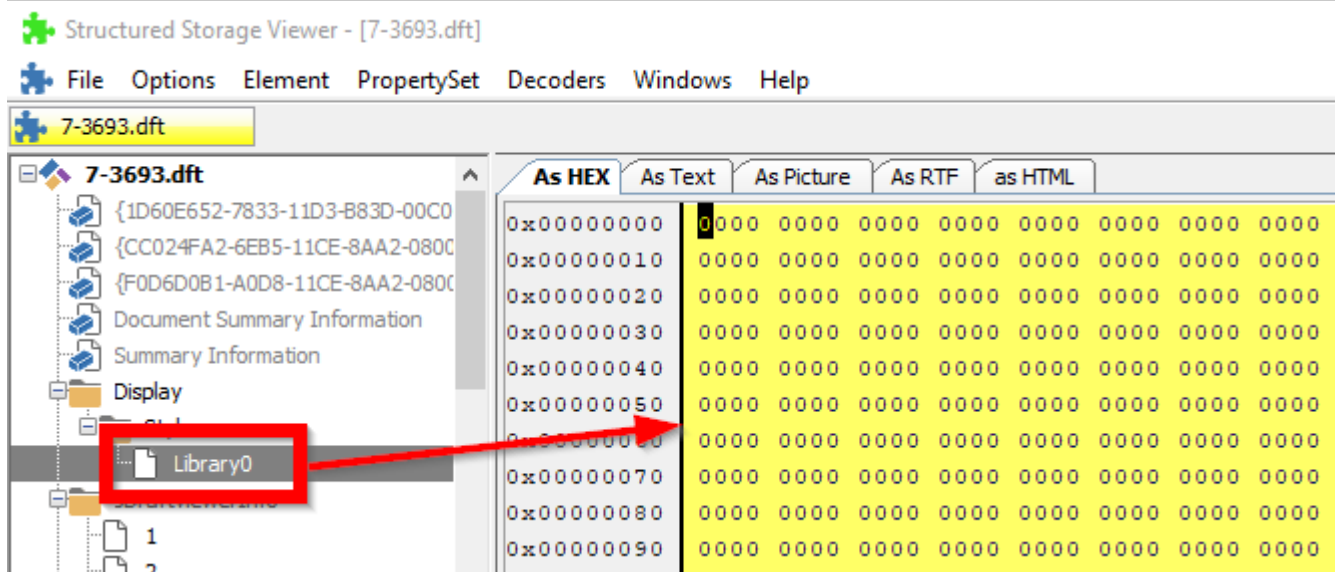 Structured Storage Viewer - [7-3693.dft]
File Options Element PropertySet Decoders Windows Help
7-3693.dft
7-3693.dft
{1D60E652-7833-11D3-B83D-00C0
{CC024FA2-6EB5-11CE-8AA2-0800
{F0D6D0B1-A0D8-11CE-8AA2-0800
Document Summary Information
Summary Information
Display
Library0
1
2
As HEX As Text As Picture As RTF as HTML
0x00000000 0000 0000 0000 0000 0000 0000 0000 0000
0x00000010 0000 0000 0000 0000 0000 0000 0000 0000
0x00000020 0000 0000 0000 0000 0000 0000 0000 0000
0x00000030 0000 0000 0000 0000 0000 0000 0000 0000
0x00000040 0000 0000 0000 0000 0000 0000 0000 0000
0x00000050 0000 0000 0000 0000 0000 0000 0000 0000
0x00000060 0000 0000 0000 0000 0000 0000 0000 0000
0x00000070 0000 0000 0000 0000 0000 0000 0000 0000
0x00000080 0000 0000 0000 0000 0000 0000 0000 0000
0x00000090 0000 0000 0000 0000 0000 0000 0000 0000